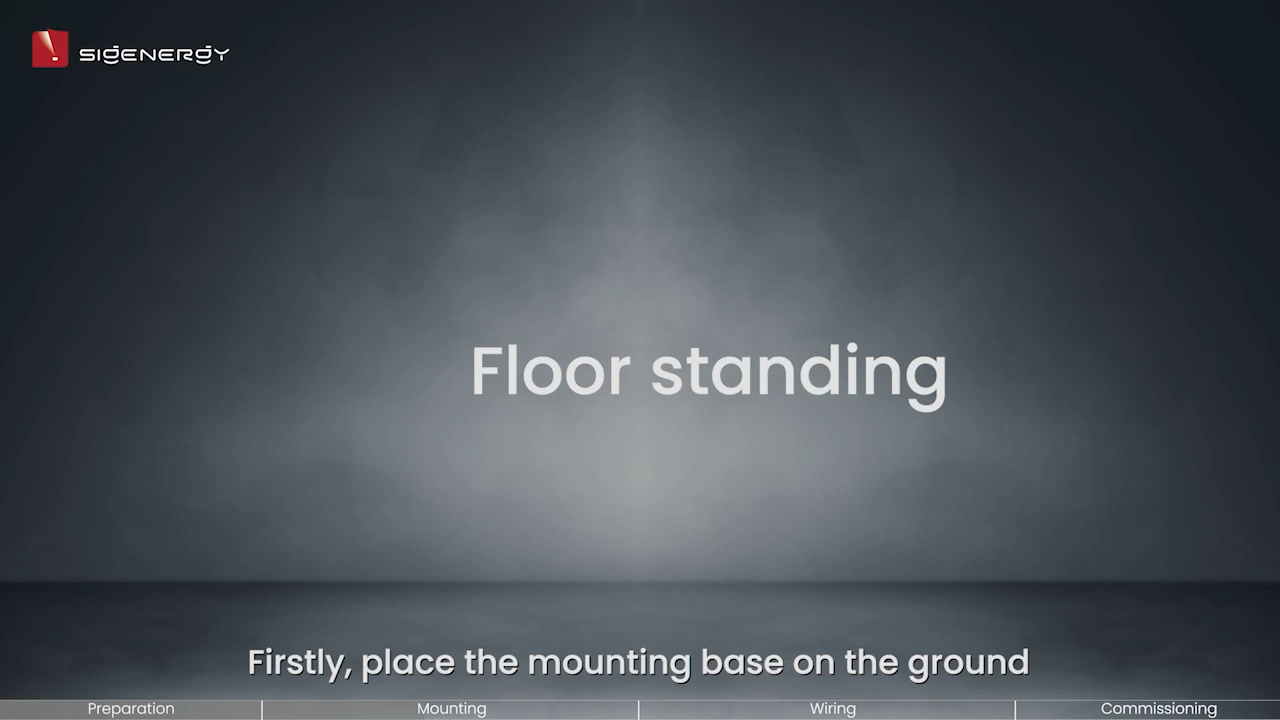 SIGENERGY
Floor standing
Firstly, place the mounting base on the ground
Preparation
Mounting
Wiring
Commissioning